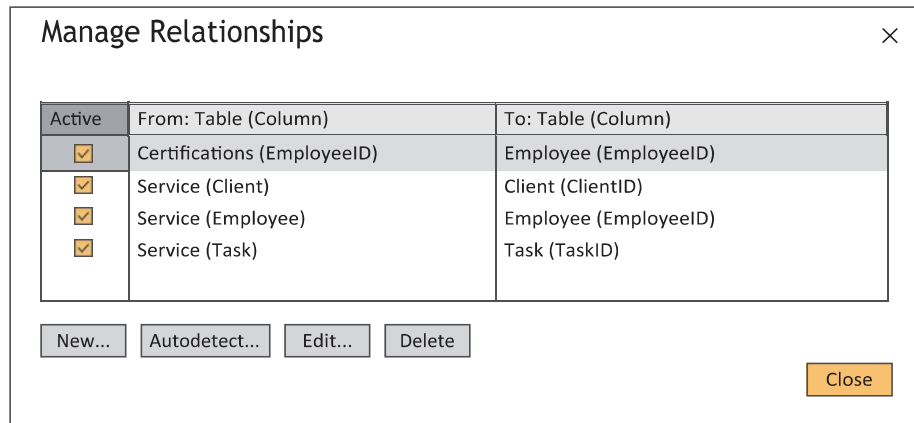 Manage Relationships
Active From: Table (Column) To: Table (Column)
Certifications (EmployeeID) Employee (EmployeeID)
Service (Client) Client (ClientID)
Service (Employee) Employee (EmployeeID)
Service (Task) Task (TaskID)
New... Autodetect... Edit... Delete
Close